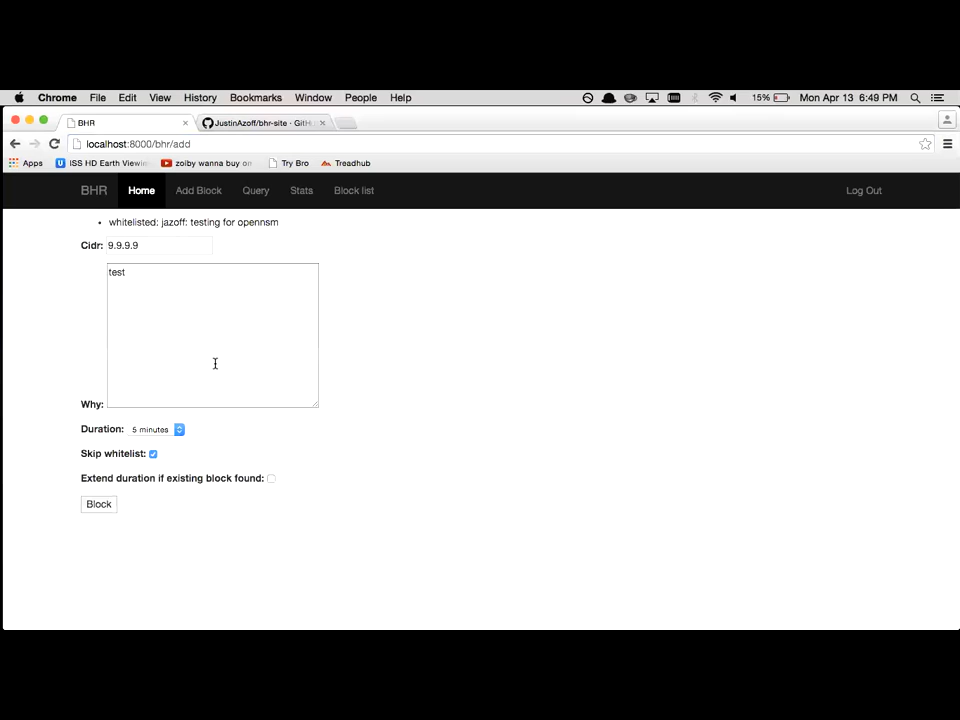 Chrome File Edit View History Bookmarks Window People Help 15% Mon Apr 13 6:49 PM
BHR JustinAzoff/bhr-site · GitH
localhost:8000/bhr/add
Apps ISS HD Earth Viewin zoiby wanna buy on Try Bro Treadhub
BHR Home Add Block Query Stats Block list Log Out
• whitelisted: jazoff: testing for opennsm
Cidr: 9.9.9.9
test
Why:
Duration: 5 minutes
Skip whitelist:
Extend duration if existing block found:
Block